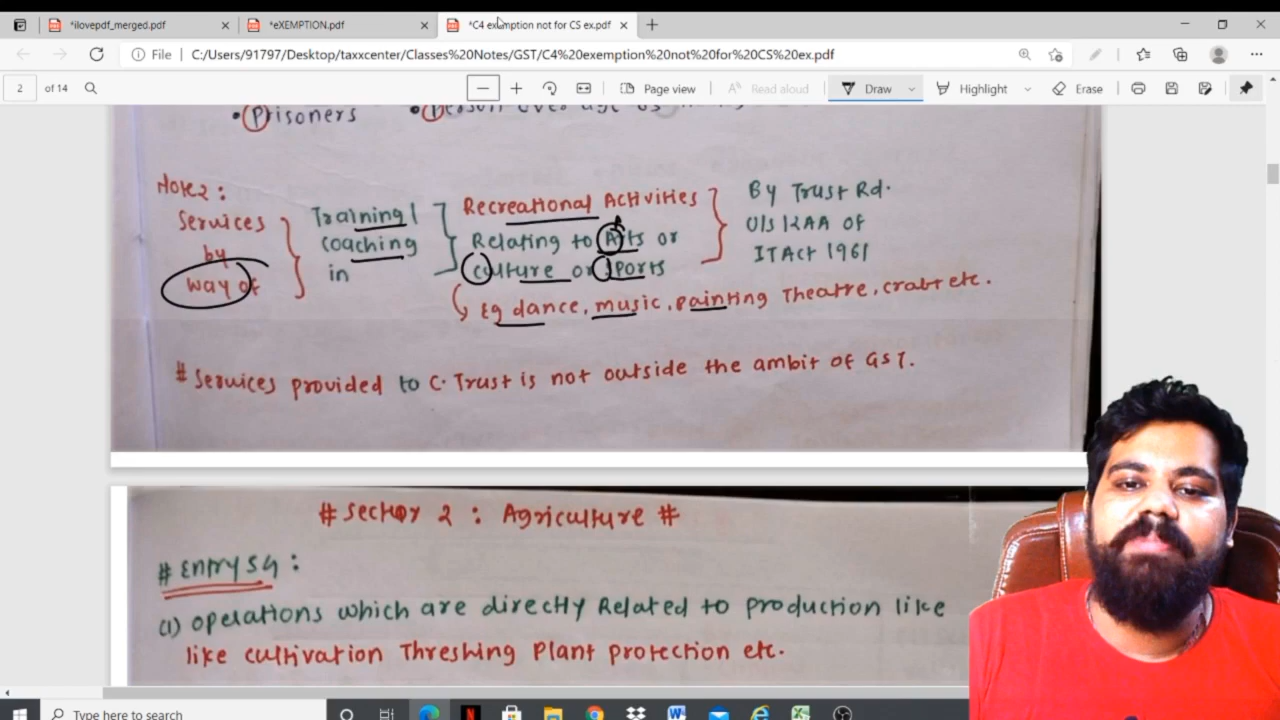 *ilovepdf_merged.pdf
*eXEMPTION.pdf
*C4 exemption not for CS ex.pdf
File
C:/Users/91797/Desktop/taxxcenter/Classes%20Notes/GST/C4%20exemption%20not%20for%20CS%20ex.pdf
2 of 14
Page view
Read aloud
Draw
Highlight
Erase
• Prisoners
Note 2:
Services
by
way of
Training/
coaching
in
Recreational Activities
Relating to Arts or
culture or sports
By Trust Rd.
U/s 12AA of
IT Act 1961
Eg dance, music, painting Theatre, craft etc.
# Services provided to C. Trust is not outside the ambit of GST.
# Sector 2 : Agriculture #
# Entry 54 :
(1) operations which are directly Related to production like
like cultivation Threshing Plant protection etc.
Type here to search